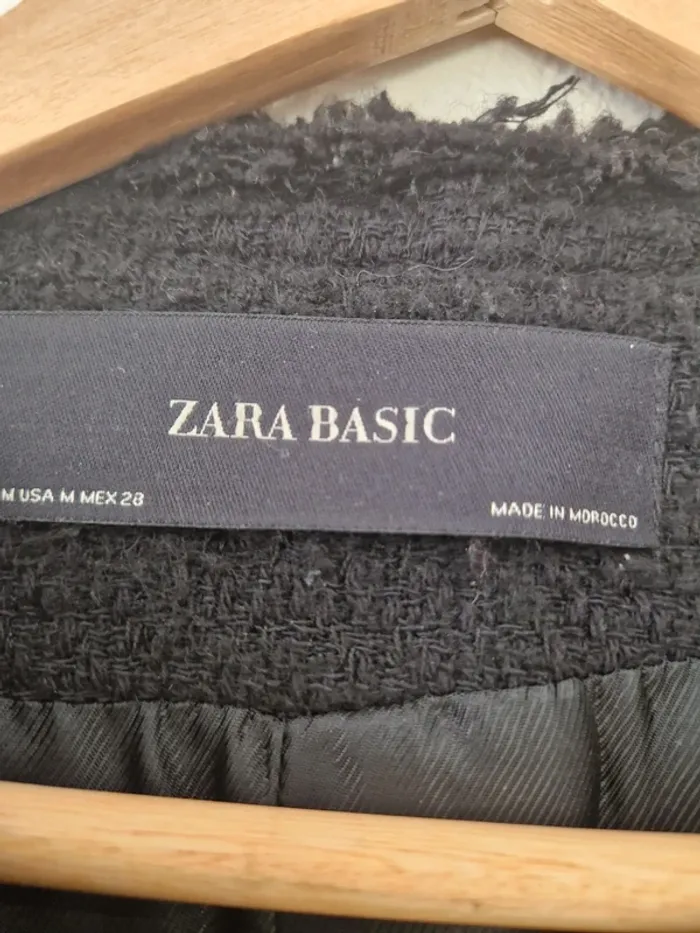 ZARA BASIC
M USA M MEX 28
MADE IN MOROCCO